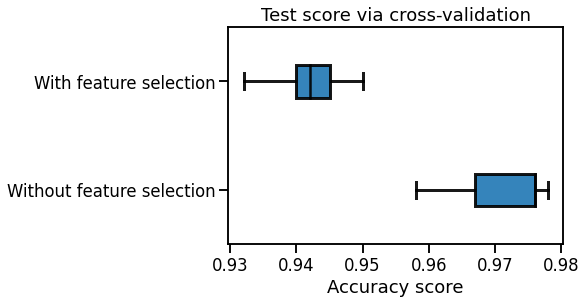 Test score via cross-validation
With feature selection
Without feature selection
0.93 0.94 0.95 0.96 0.97 0.98
Accuracy score